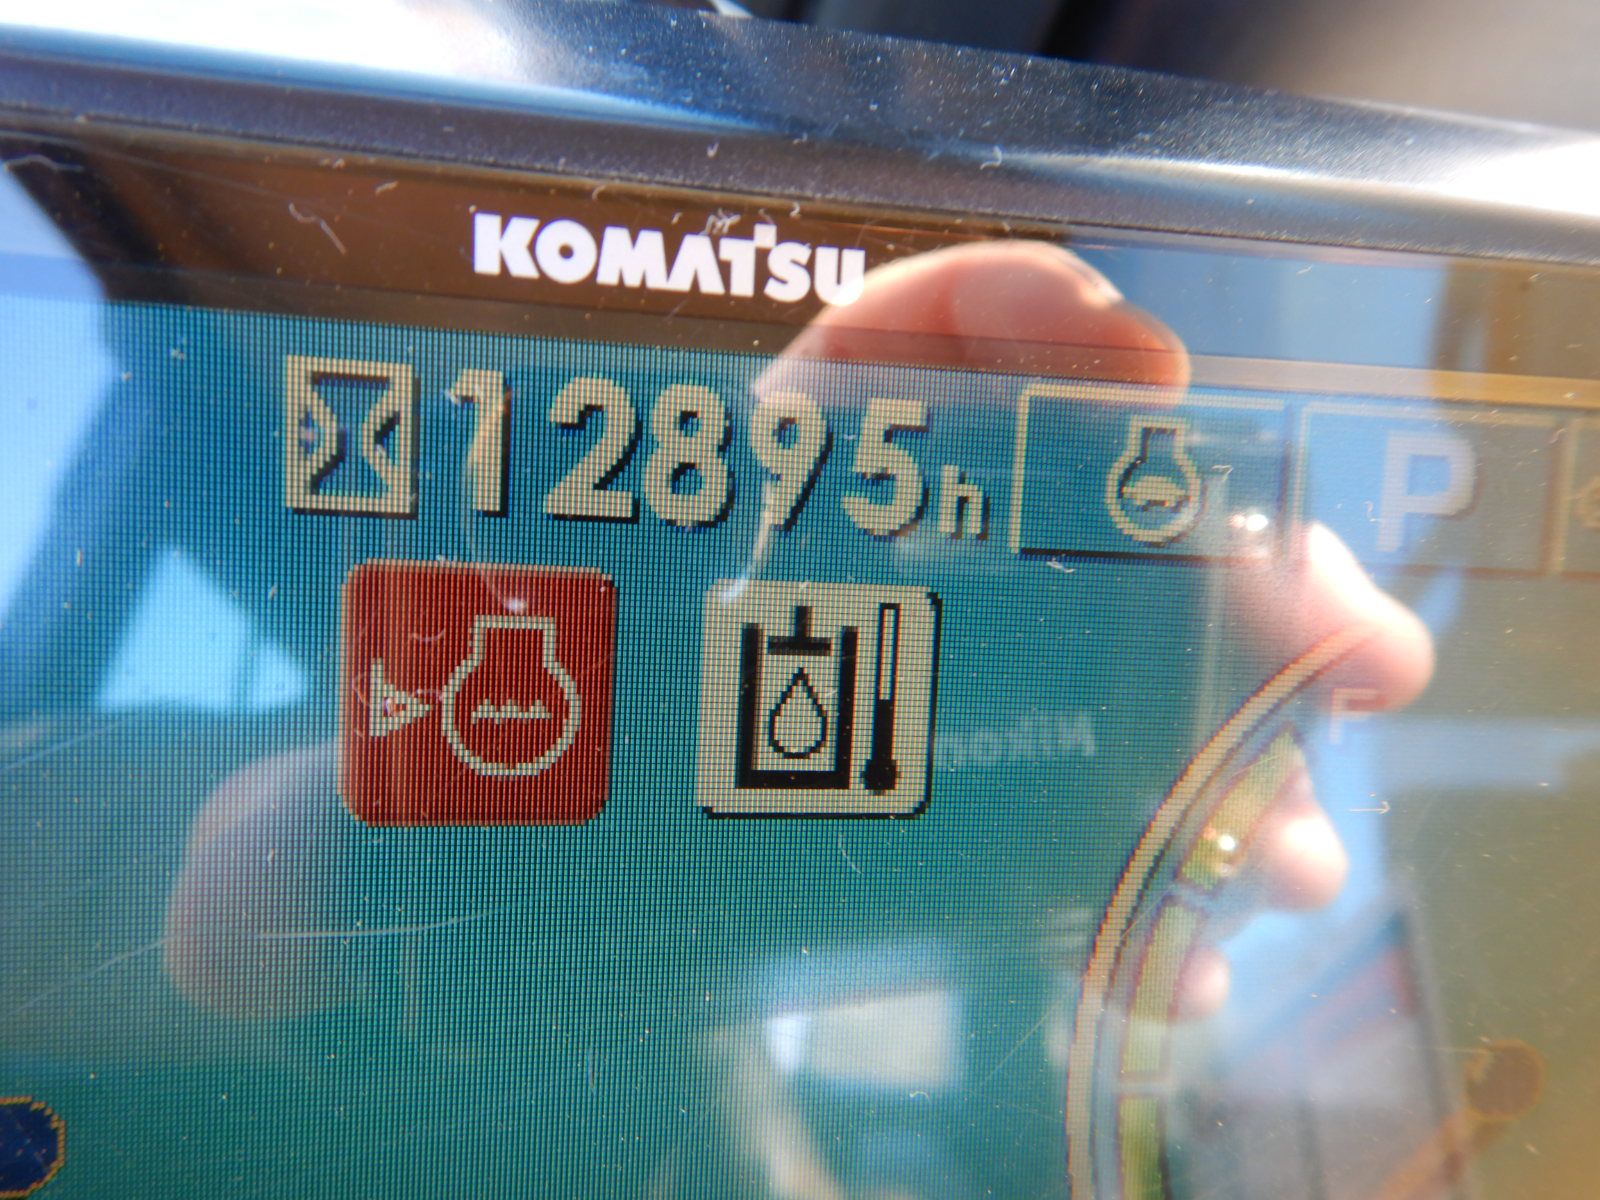 KOMATSU
12895h
P
F